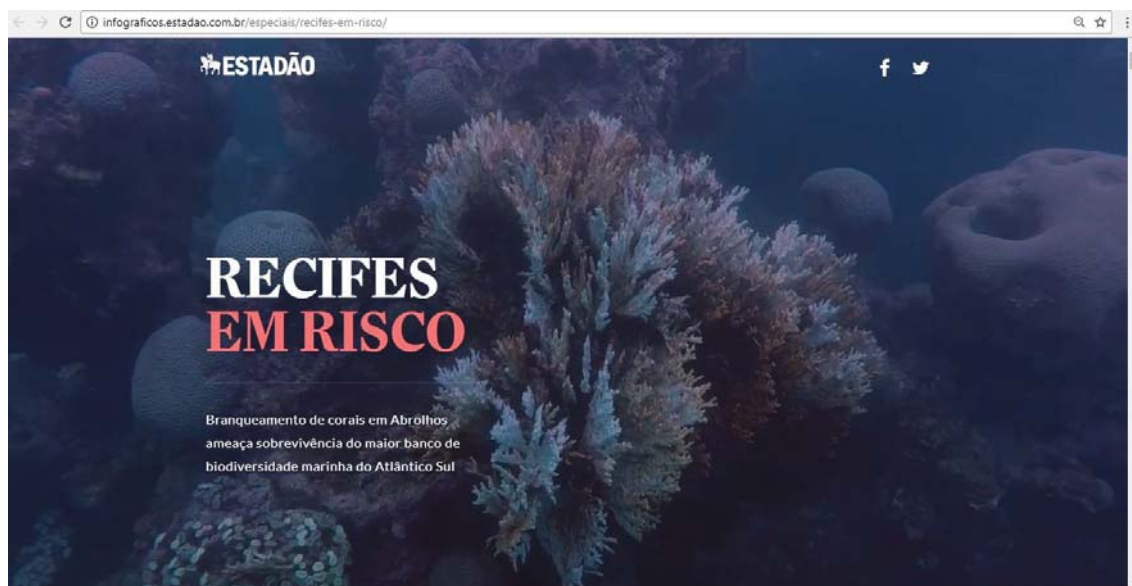 infograficos.estadao.com.br/especiais/recifes-em-risco/
ESTADÃO
RECIFES
EM RISCO
Branqueamento de corais em Abrolhos
ameaça sobrevivência do maior banco de
biodiversidade marinha do Atlântico Sul